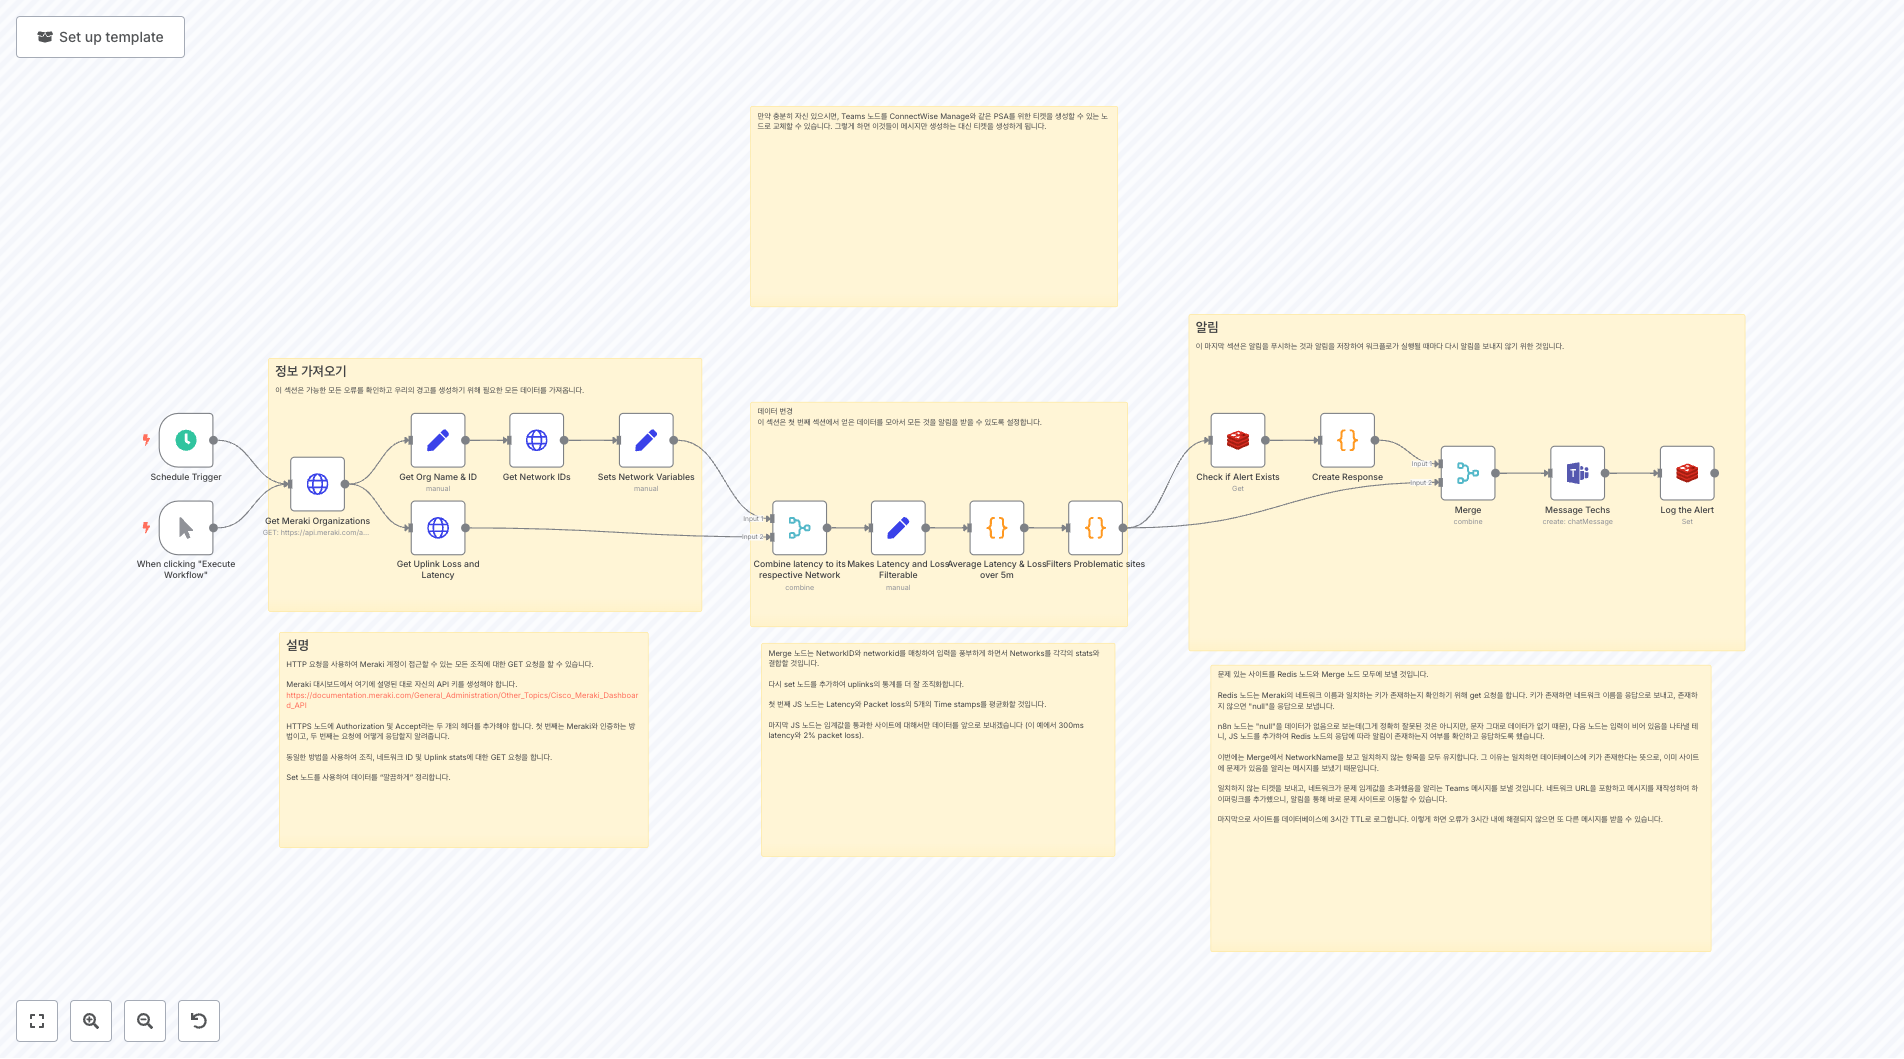 Set up template
만약 충분히 자신 있으시면, Teams 노드를 ConnectWise Manage와 같은 PSA를 위한 티켓을 생성할 수 있는 노
드로 교체할 수 있습니다. 그렇게 하면 이것들이 메시지만 생성하는 대신 티켓을 생성하게 됩니다.
정보 가져오기
이 섹션은 가능한 모든 오류를 확인하고 우리의 경고를 생성하기 위해 필요한 모든 데이터를 가져옵니다.
Schedule Trigger
When clicking "Execute
Workflow"
Get Meraki Organizations
GET: https://api.meraki.com/a...
Get Org Name & ID
manual
Get Network IDs
Sets Network Variables
manual
Get Uplink Loss and
Latency
데이터 변경
이 섹션은 첫 번째 섹션에서 얻은 데이터를 모아서 모든 것을 알림을 받을 수 있도록 설정합니다.
Input 1
Input 2
Combine latency to its
respective Network
combine
Makes Latency and Loss
Filterable
manual
Average Latency & Loss
over 5m
Filters Problematic sites
알림
이 마지막 섹션은 알림을 푸시하는 것과 알림을 저장하여 워크플로가 실행될 때마다 다시 알림을 보내지 않기 위한 것입니다.
Check if Alert Exists
Get
Create Response
Input 1
Input 2
Merge
combine
Message Techs
create: chatMessage
Log the Alert
Set
설명
HTTP 요청을 사용하여 Meraki 계정이 접근할 수 있는 모든 조직에 대한 GET 요청을 할 수 있습니다.
Meraki 대시보드에서 여기에 설명된 대로 자신의 API 키를 생성해야 합니다.
https://documentation.meraki.com/General_Administration/Other_Topics/Cisco_Meraki_Dashboar
d_API
HTTPS 노드에 Authorization 및 Accept라는 두 개의 헤더를 추가해야 합니다. 첫 번째는 Meraki와 인증하는 방
법이고, 두 번째는 요청에 어떻게 응답할지 알려줍니다.
동일한 방법을 사용하여 조직, 네트워크 ID 및 Uplink stats에 대한 GET 요청을 합니다.
Set 노드를 사용하여 데이터를 "깔끔하게" 정리합니다.
Merge 노드는 NetworkID와 networkid를 매칭하여 입력을 풍부하게 하면서 Networks를 각각의 stats와
결합할 것입니다.
다시 set 노드를 추가하여 uplinks의 통계를 더 잘 조직화합니다.
첫 번째 JS 노드는 Latency와 Packet loss의 5개의 Time stamps를 평균화할 것입니다.
마지막 JS 노드는 임계값을 통과한 사이트에 대해서만 데이터를 앞으로 보내겠습니다 (이 예에서 300ms
latency와 2% packet loss).
문제 있는 사이트를 Redis 노드와 Merge 노드 모두에 보낼 것입니다.
Redis 노드는 Meraki의 네트워크 이름과 일치하는 키가 존재하는지 확인하기 위해 get 요청을 합니다. 키가 존재하면 네트워크 이름을 응답으로 보내고, 존재하
지 않으면 "null"을 응답으로 보냅니다.
n8n 노드는 "null"을 데이터가 없음으로 보는데(그게 정확히 잘못된 것은 아니지만, 문자 그대로 데이터가 없기 때문), 다음 노드는 입력이 비어 있음을 나타낼 테
니, JS 노드를 추가하여 Redis 노드의 응답에 따라 알림이 존재하는지 여부를 확인하고 응답하도록 했습니다.
이번에는 Merge에서 NetworkName을 보고 일치하지 않는 항목을 모두 유지합니다. 그 이유는 일치하면 데이터베이스에 키가 존재한다는 뜻으로, 이미 사이트
에 문제가 있음을 알리는 메시지를 보냈기 때문입니다.
일치하지 않는 티켓을 보내고, 네트워크가 문제 임계값을 초과했음을 알리는 Teams 메시지를 보낼 것입니다. 네트워크 URL을 포함하고 메시지를 재작성하여 하
이퍼링크를 추가했으니, 알림을 통해 바로 문제 사이트로 이동할 수 있습니다.
마지막으로 사이트를 데이터베이스에 3시간 TTL로 로그합니다. 이렇게 하면 오류가 3시간 내에 해결되지 않으면 또 다른 메시지를 받을 수 있습니다.